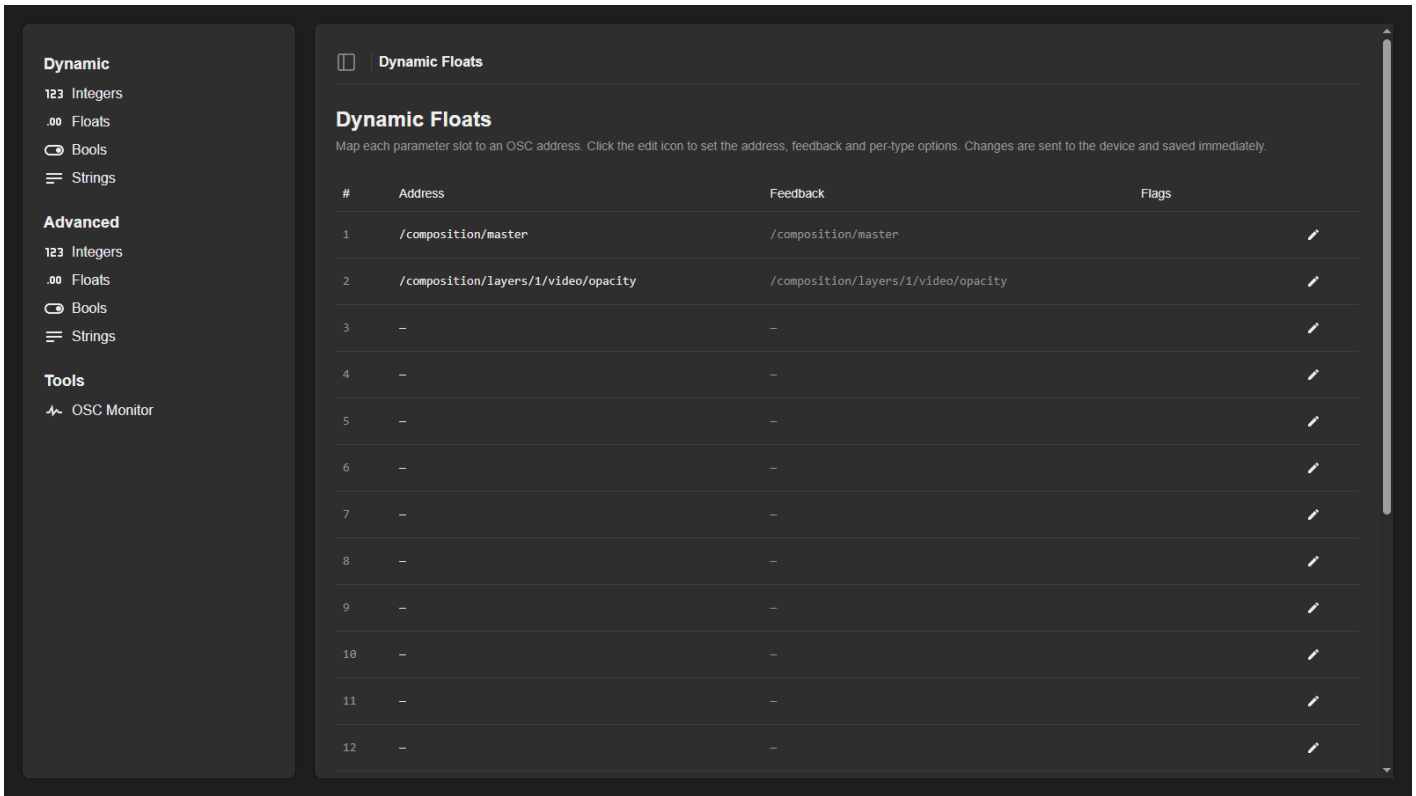 Dynamic
123 Integers
.00 Floats
Bools
Strings
Advanced
123 Integers
.00 Floats
Bools
Strings
Tools
OSC Monitor
Dynamic Floats
Dynamic Floats
Map each parameter slot to an OSC address. Click the edit icon to set the address, feedback and per-type options. Changes are sent to the device and saved immediately.
# Address Feedback Flags
1 /composition/master /composition/master
2 /composition/layers/1/video/opacity /composition/layers/1/video/opacity
3 – –
4 – –
5 – –
6 – –
7 – –
8 – –
9 – –
10 – –
11 – –
12 – –